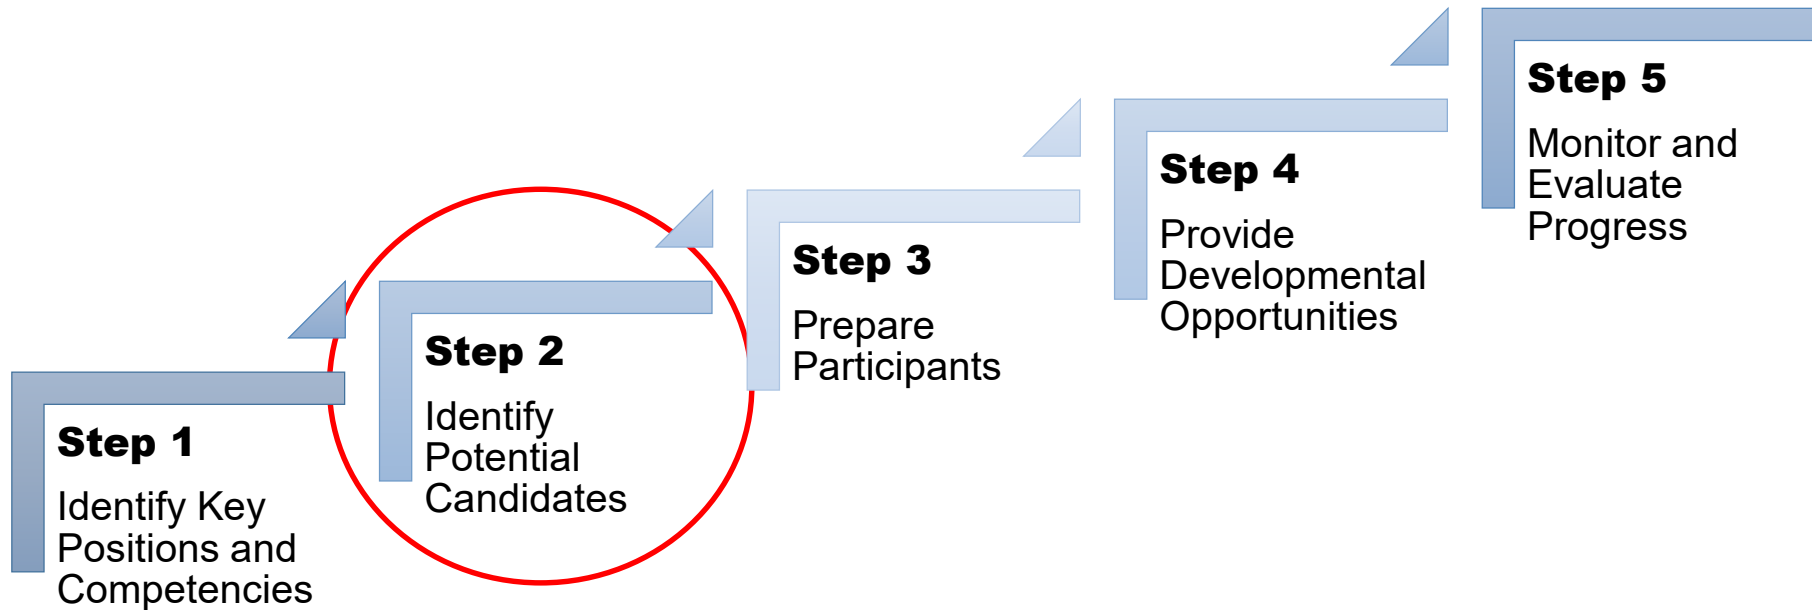 Step 1
Identify Key
Positions and
Competencies
Step 2
Identify
Potential
Candidates
Step 3
Prepare
Participants
Step 4
Provide
Developmental
Opportunities
Step 5
Monitor and
Evaluate
Progress